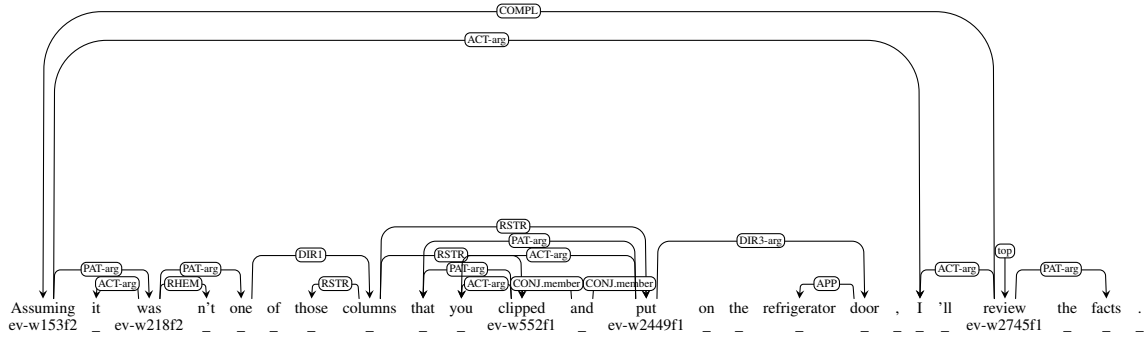 COMPL
ACT-arg
RSTR
PAT-arg DIR3-arg
DIR1 RSTR ACT-arg top
PAT-arg PAT-arg PAT-arg ACT-arg PAT-arg
ACT-arg RHEM RSTR ACT-arg CONJ.member CONJ.member APP
Assuming it was n't one of those columns that you clipped and put on the refrigerator door , I 'll review the facts .
ev-w153f2 _ ev-w218f2 _ _ _ _ _ _ _ ev-w552f1 _ ev-w2449f1 _ _ _ _ _ _ _ ev-w2745f1 _ _ _